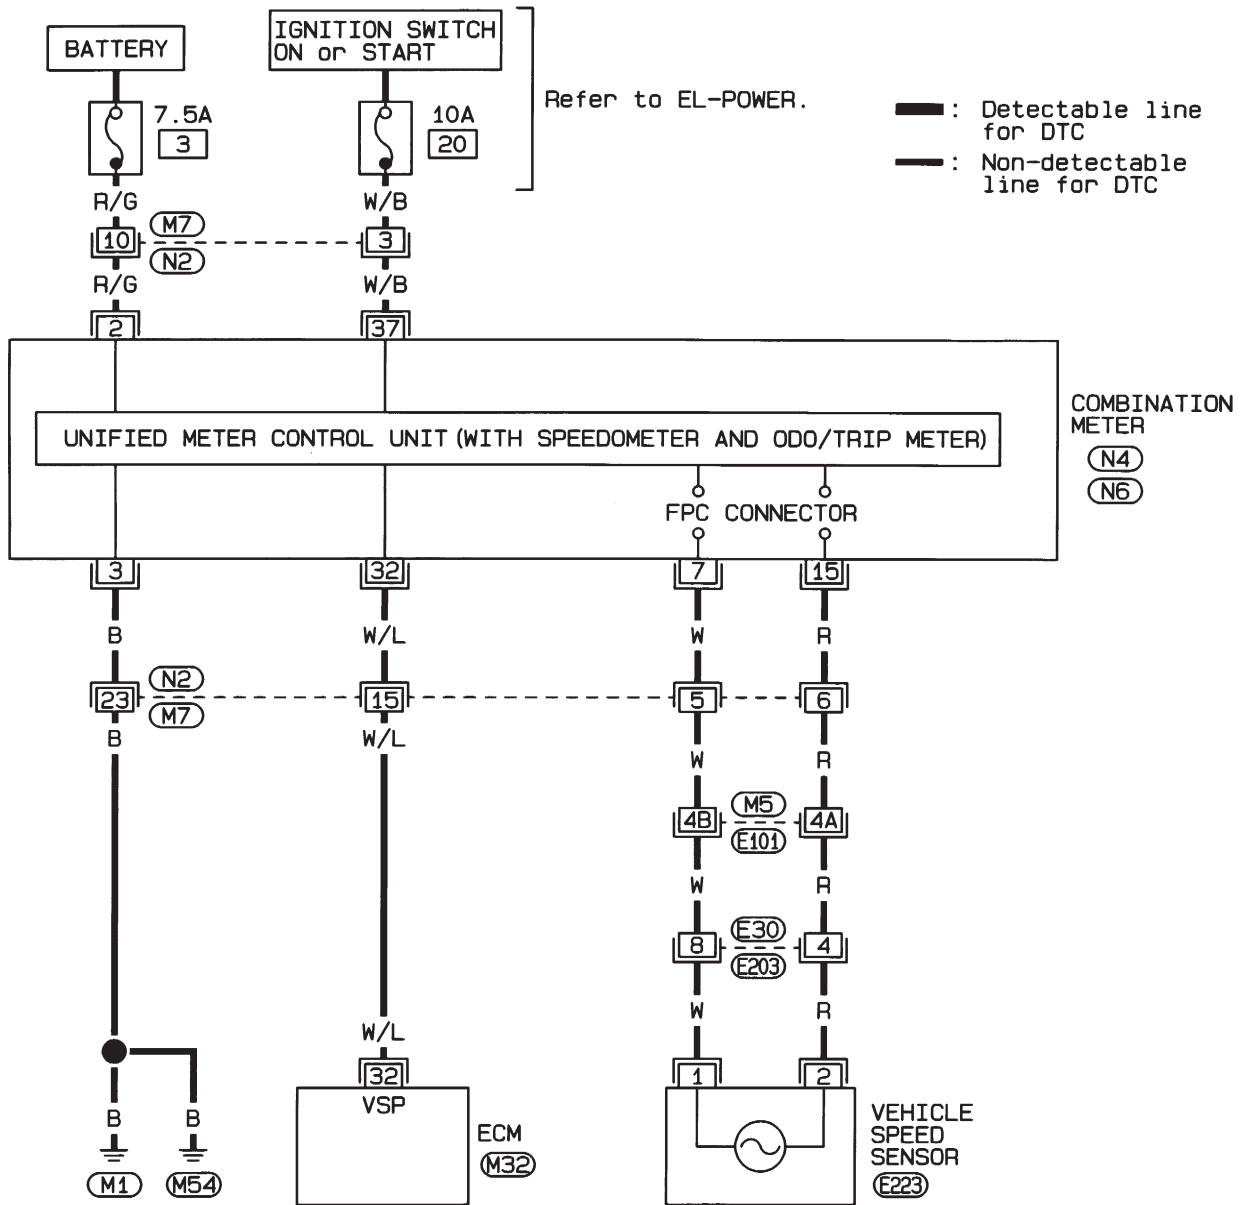 BATTERY
IGNITION SWITCH
ON or START
Refer to EL-POWER.
7.5A
3
10A
20
: Detectable line
for DTC
: Non-detectable
line for DTC
R/G
W/B
10
M7
N2
3
R/G
W/B
2
37
UNIFIED METER CONTROL UNIT (WITH SPEEDOMETER AND ODO/TRIP METER)
COMBINATION
METER
N4
N6
FPC CONNECTOR
3
32
7
15
B
W/L
W
R
23
N2
M7
15
5
6
B
W/L
W
R
4B
M5
E101
4A
W
R
8
E30
E203
4
W/L
W
R
32
1
2
VSP
ECM
M32
VEHICLE
SPEED
SENSOR
E223
B
B
M1
M54